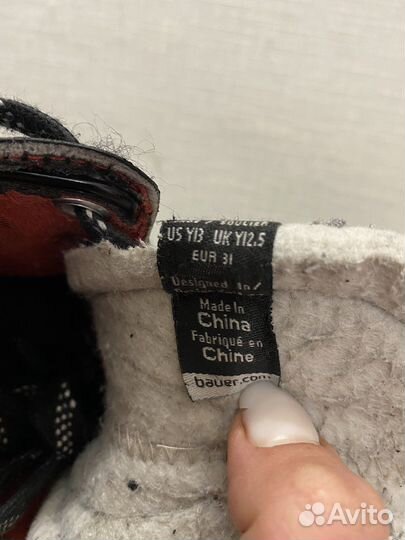 US Y13 UK Y12.5
EUR 31
Designed in/
Made in
China
Fabriqué en
Chine
bauer.com
Avito